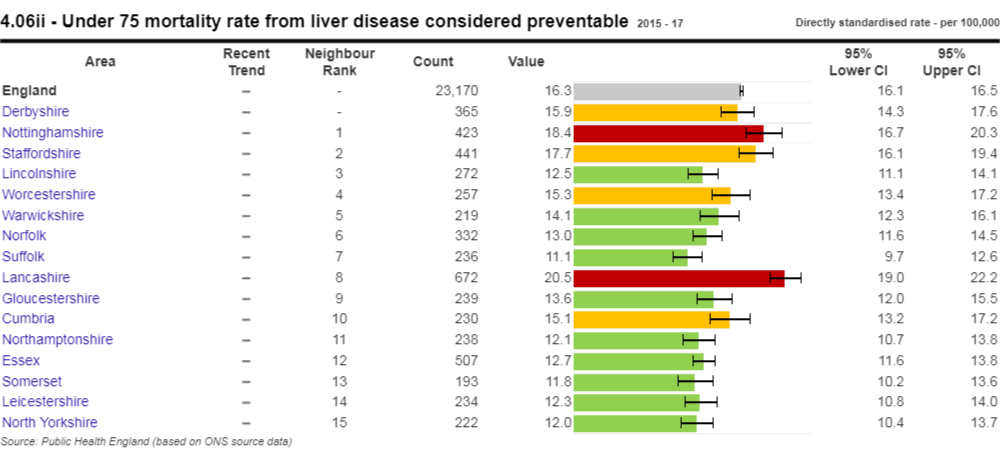 4.06ii - Under 75 mortality rate from liver disease considered preventable 2015 - 17 Directly standardised rate - per 100,000
Area Recent Trend Neighbour Rank Count Value 95% Lower CI 95% Upper CI
England – - 23,170 16.3 16.1 16.5
Derbyshire – - 365 15.9 14.3 17.6
Nottinghamshire – 1 423 18.4 16.7 20.3
Staffordshire – 2 441 17.7 16.1 19.4
Lincolnshire – 3 272 12.5 11.1 14.1
Worcestershire – 4 257 15.3 13.4 17.2
Warwickshire – 5 219 14.1 12.3 16.1
Norfolk – 6 332 13.0 11.6 14.5
Suffolk – 7 236 11.1 9.7 12.6
Lancashire – 8 672 20.5 19.0 22.2
Gloucestershire – 9 239 13.6 12.0 15.5
Cumbria – 10 230 15.1 13.2 17.2
Northamptonshire – 11 238 12.1 10.7 13.8
Essex – 12 507 12.7 11.6 13.8
Somerset – 13 193 11.8 10.2 13.6
Leicestershire – 14 234 12.3 10.8 14.0
North Yorkshire – 15 222 12.0 10.4 13.7
Source: Public Health England (based on ONS source data)